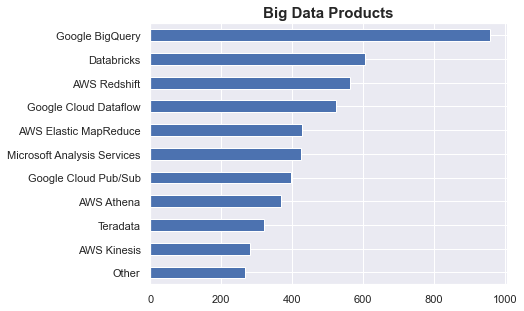 Big Data Products
Google BigQuery
Databricks
AWS Redshift
Google Cloud Dataflow
AWS Elastic MapReduce
Microsoft Analysis Services
Google Cloud Pub/Sub
AWS Athena
Teradata
AWS Kinesis
Other
0 200 400 600 800 1000